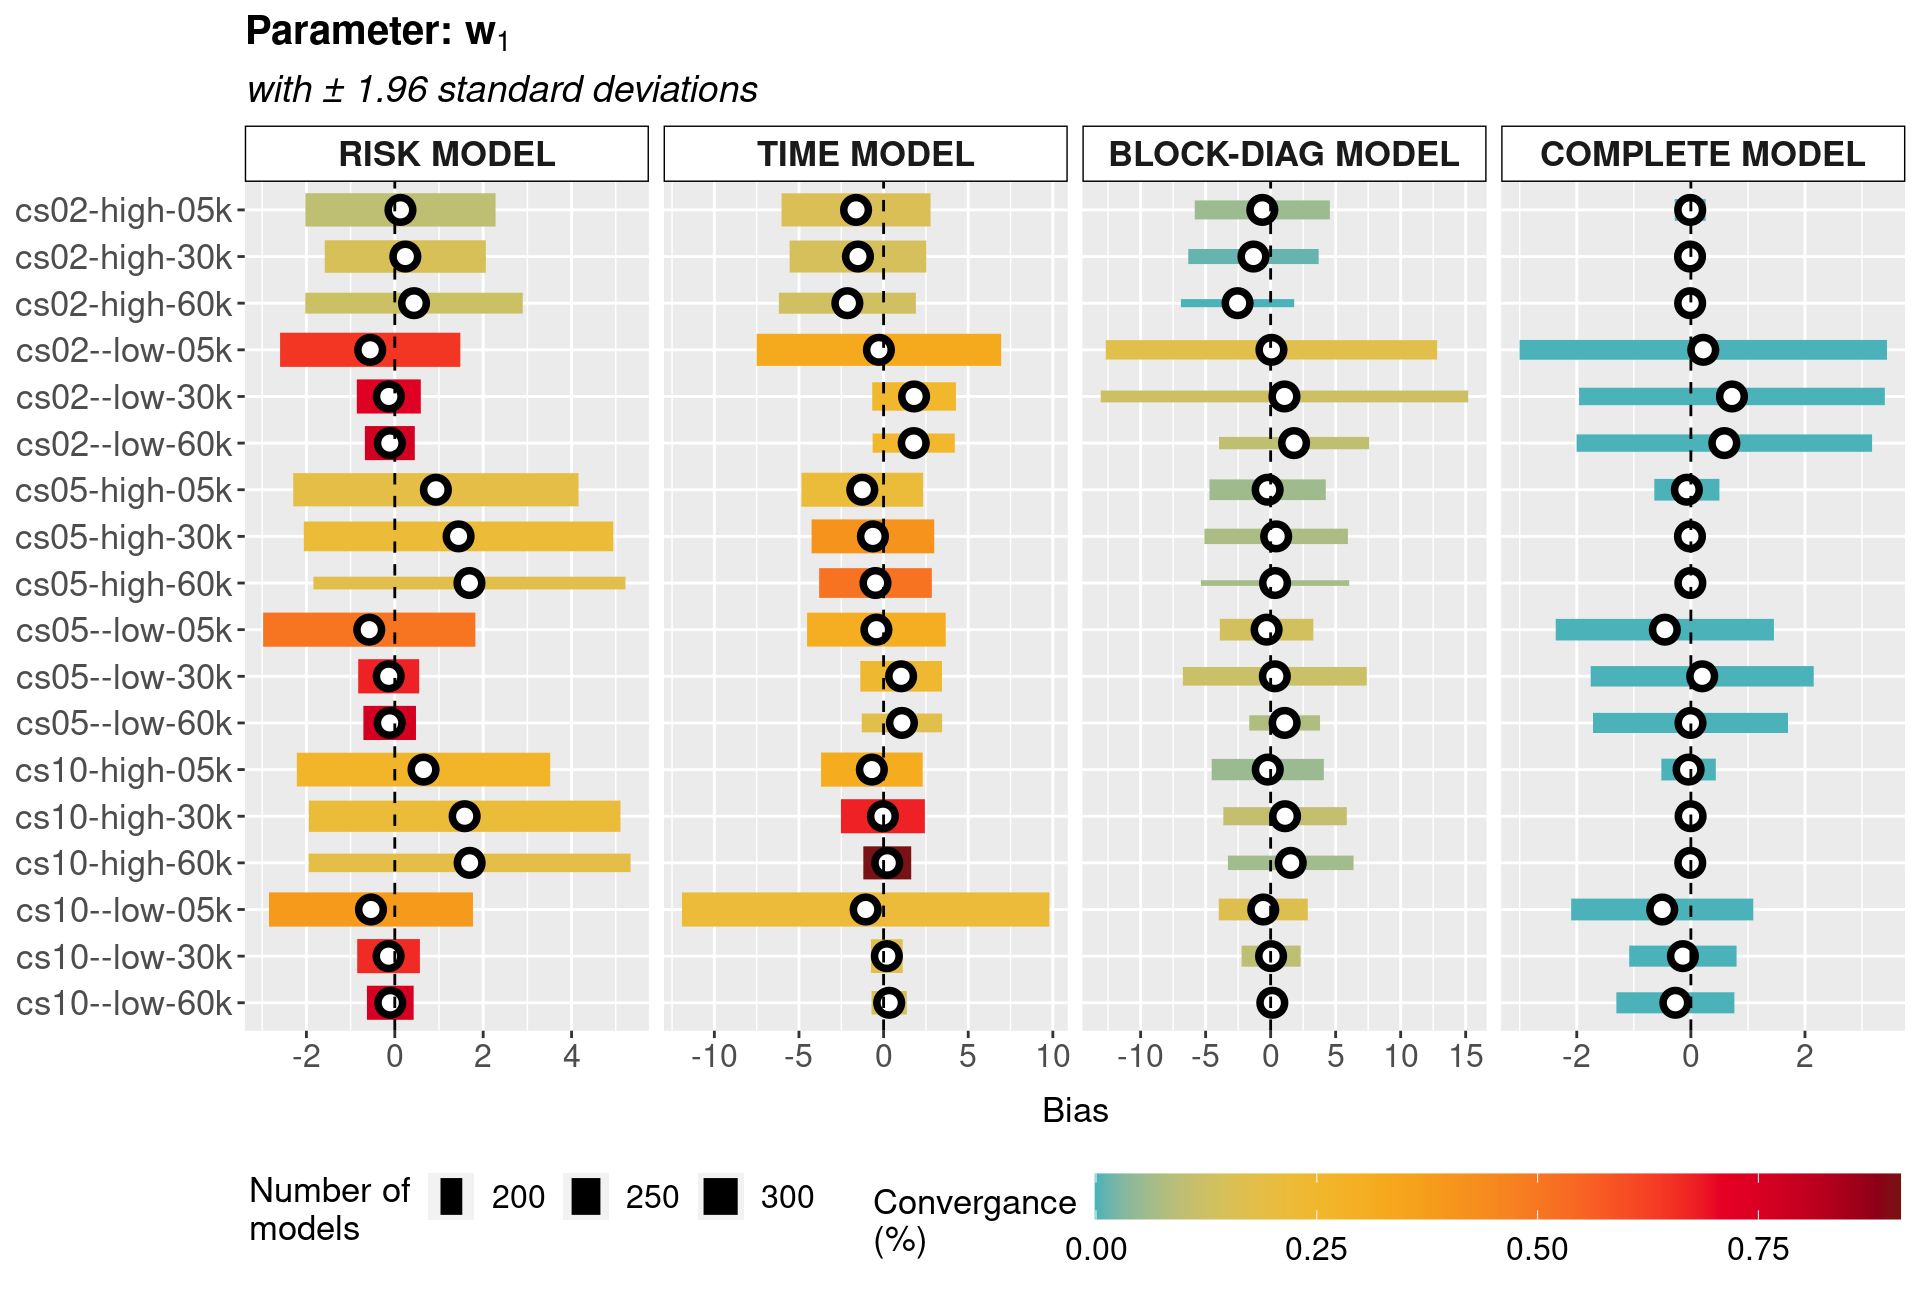 Parameter: w1
with ± 1.96 standard deviations
RISK MODEL TIME MODEL BLOCK-DIAG MODEL COMPLETE MODEL
cs02-high-05k
cs02-high-30k
cs02-high-60k
cs02--low-05k
cs02--low-30k
cs02--low-60k
cs05-high-05k
cs05-high-30k
cs05-high-60k
cs05--low-05k
cs05--low-30k
cs05--low-60k
cs10-high-05k
cs10-high-30k
cs10-high-60k
cs10--low-05k
cs10--low-30k
cs10--low-60k
-2 0 2 4 -10 -5 0 5 10 -10 -5 0 5 10 15 -2 0 2
Bias
Number of
models
200 250 300
Convergance
(%)
0.00 0.25 0.50 0.75